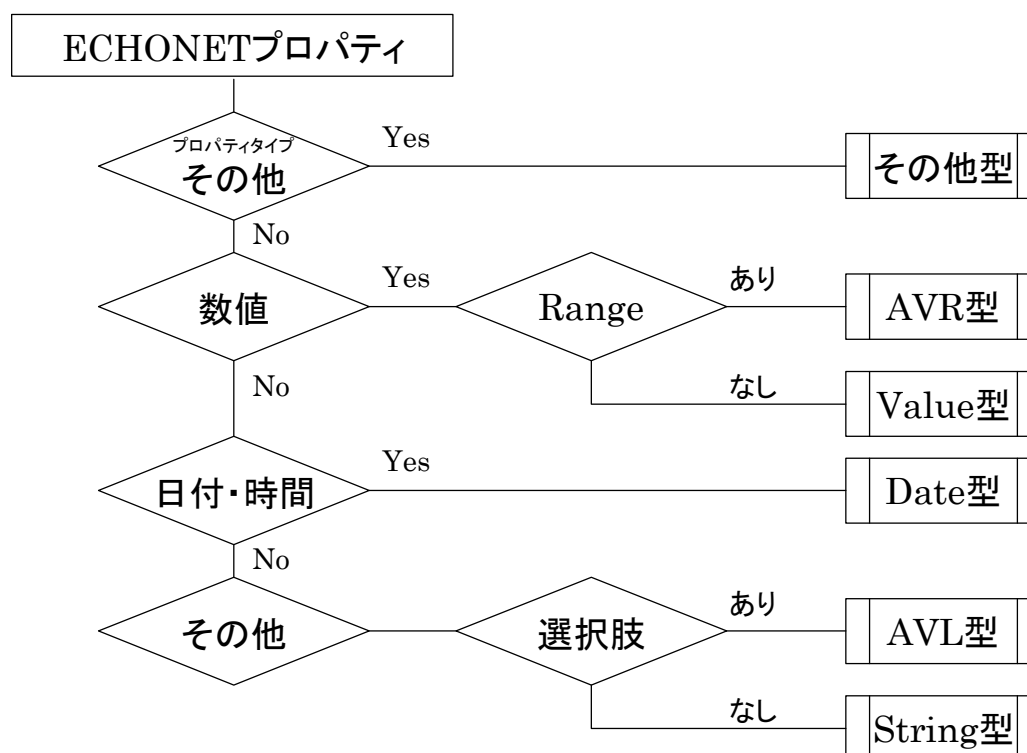 ECHONETプロパティ
プロパティタイプ
その他
Yes
その他型
No
数値
Yes
Range
あり
AVR型
なし
Value型
No
日付・時間
Yes
Date型
No
その他
選択肢
あり
AVL型
なし
String型